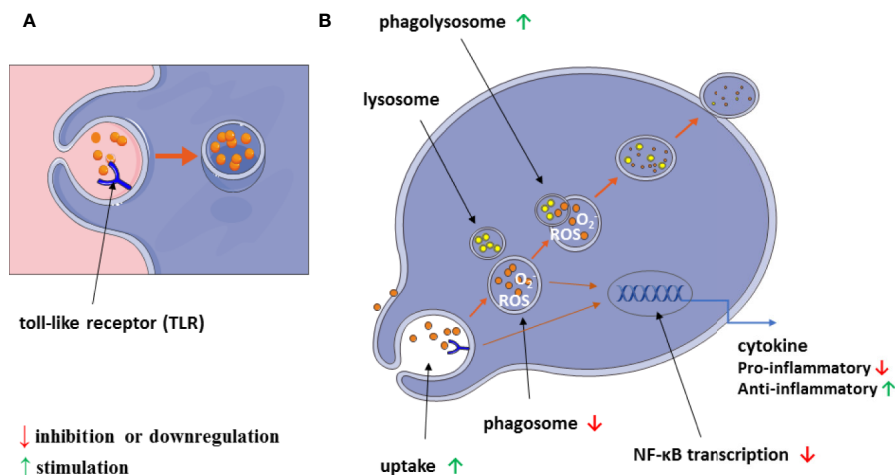 A
B
phagolysosome ↑
lysosome
O₂⁻
ROS
O₂⁻
ROS
toll-like receptor (TLR)
cytokine
Pro-inflammatory ↓
Anti-inflammatory ↑
phagosome ↓
NF-κB transcription ↓
uptake ↑
↓ inhibition or downregulation
↑ stimulation